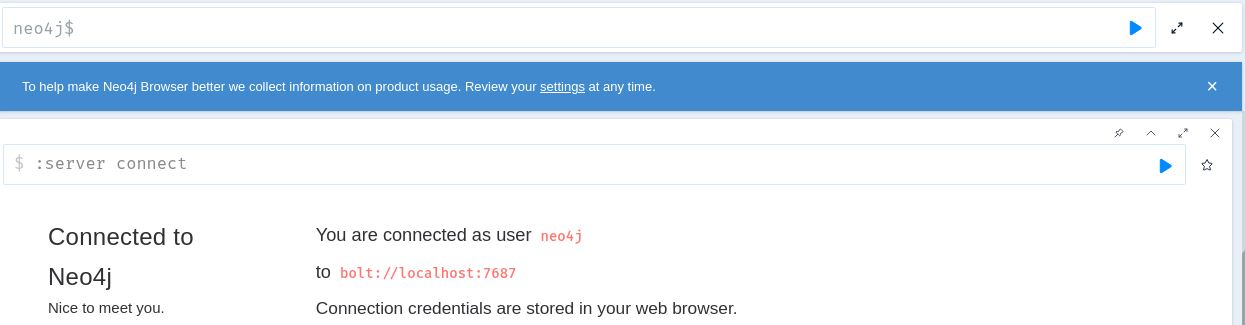 neo4j$
To help make Neo4j Browser better we collect information on product usage. Review your settings at any time.
$ :server connect
Connected to
Neo4j
Nice to meet you.
You are connected as user neo4j
to bolt://localhost:7687
Connection credentials are stored in your web browser.